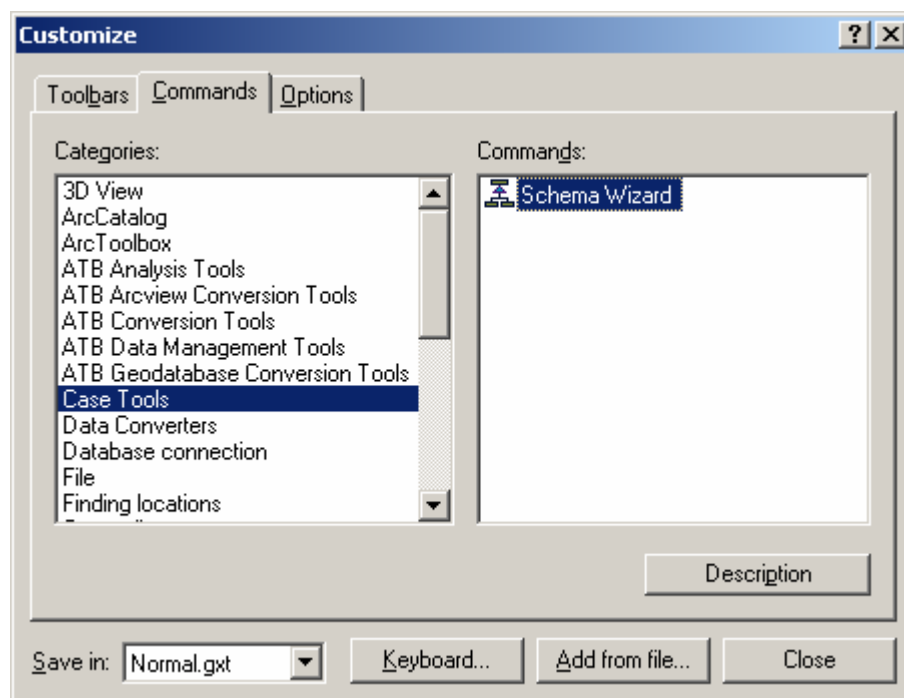 Customize
Toolbars Commands Options
Categories: Commands:
3D View
ArcCatalog
ArcToolbox
ATB Analysis Tools
ATB Arcview Conversion Tools
ATB Conversion Tools
ATB Data Management Tools
ATB Geodatabase Conversion Tools
Case Tools
Data Converters
Database connection
File
Finding locations
Schema Wizard
Description
Save in: Normal.gxt Keyboard... Add from file... Close